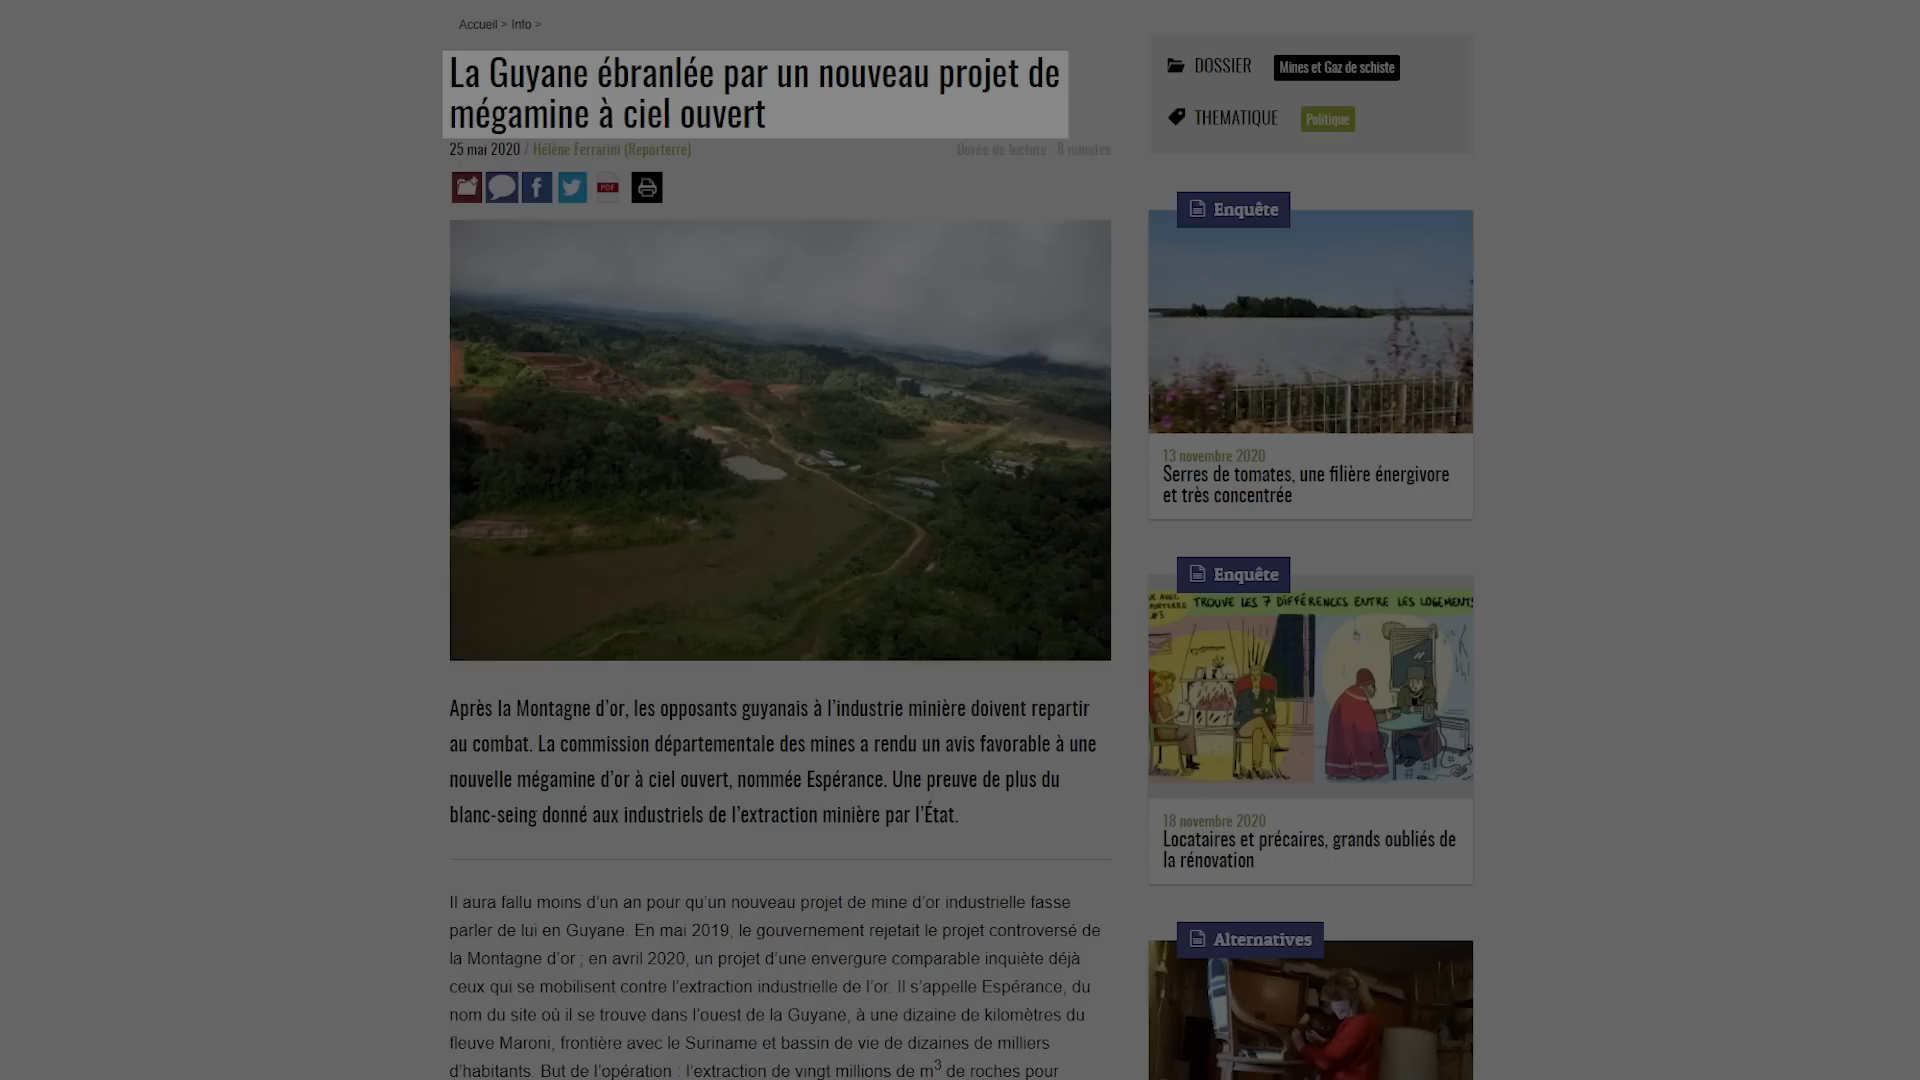 Accueil > Info >
La Guyane ébranlée par un nouveau projet de
mégamine à ciel ouvert
25 mai 2020 / Hélène Ferrarini (Reporterre)
Durée de lecture : 8 minutes
PDF
Après la Montagne d’or, les opposants guyanais à l’industrie minière doivent repartir
au combat. La commission départementale des mines a rendu un avis favorable à une
nouvelle mégamine d’or à ciel ouvert, nommée Espérance. Une preuve de plus du
blanc-seing donné aux industriels de l’extraction minière par l’État.
Il aura fallu moins d’un an pour qu’un nouveau projet de mine d’or industrielle fasse
parler de lui en Guyane. En mai 2019, le gouvernement rejetait le projet controversé de
la Montagne d’or ; en avril 2020, un projet d’une envergure comparable inquiète déjà
ceux qui se mobilisent contre l’extraction industrielle de l’or. Il s’appelle Espérance, du
nom du site où il se trouve dans l’ouest de la Guyane, à une dizaine de kilomètres du
fleuve Maroni, frontière avec le Suriname et bassin de vie de dizaines de milliers
d’habitants. But de l’opération : l’extraction de vingt millions de m³ de roches pour
DOSSIER Mines et Gaz de schiste
THEMATIQUE Politique
Enquête
13 novembre 2020
Serres de tomates, une filière énergivore
et très concentrée
Enquête
TROUVE LES 7 DIFFÉRENCES ENTRE LES LOGEMENTS
#3
18 novembre 2020
Locataires et précaires, grands oubliés de
la rénovation
Alternatives